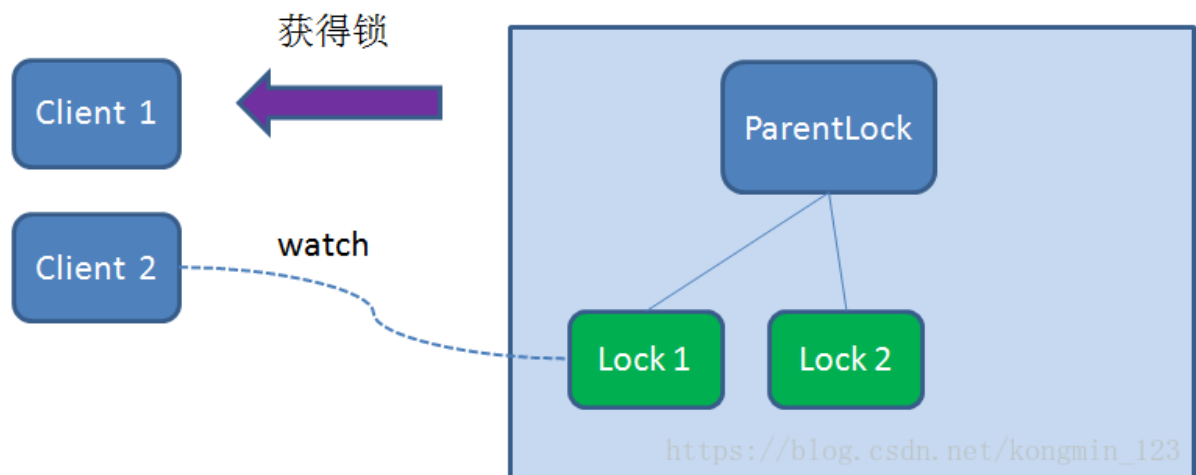 获得锁
Client 1
ParentLock
Client 2
watch
Lock 1
Lock 2
https://blog.csdn.net/kongmin_123